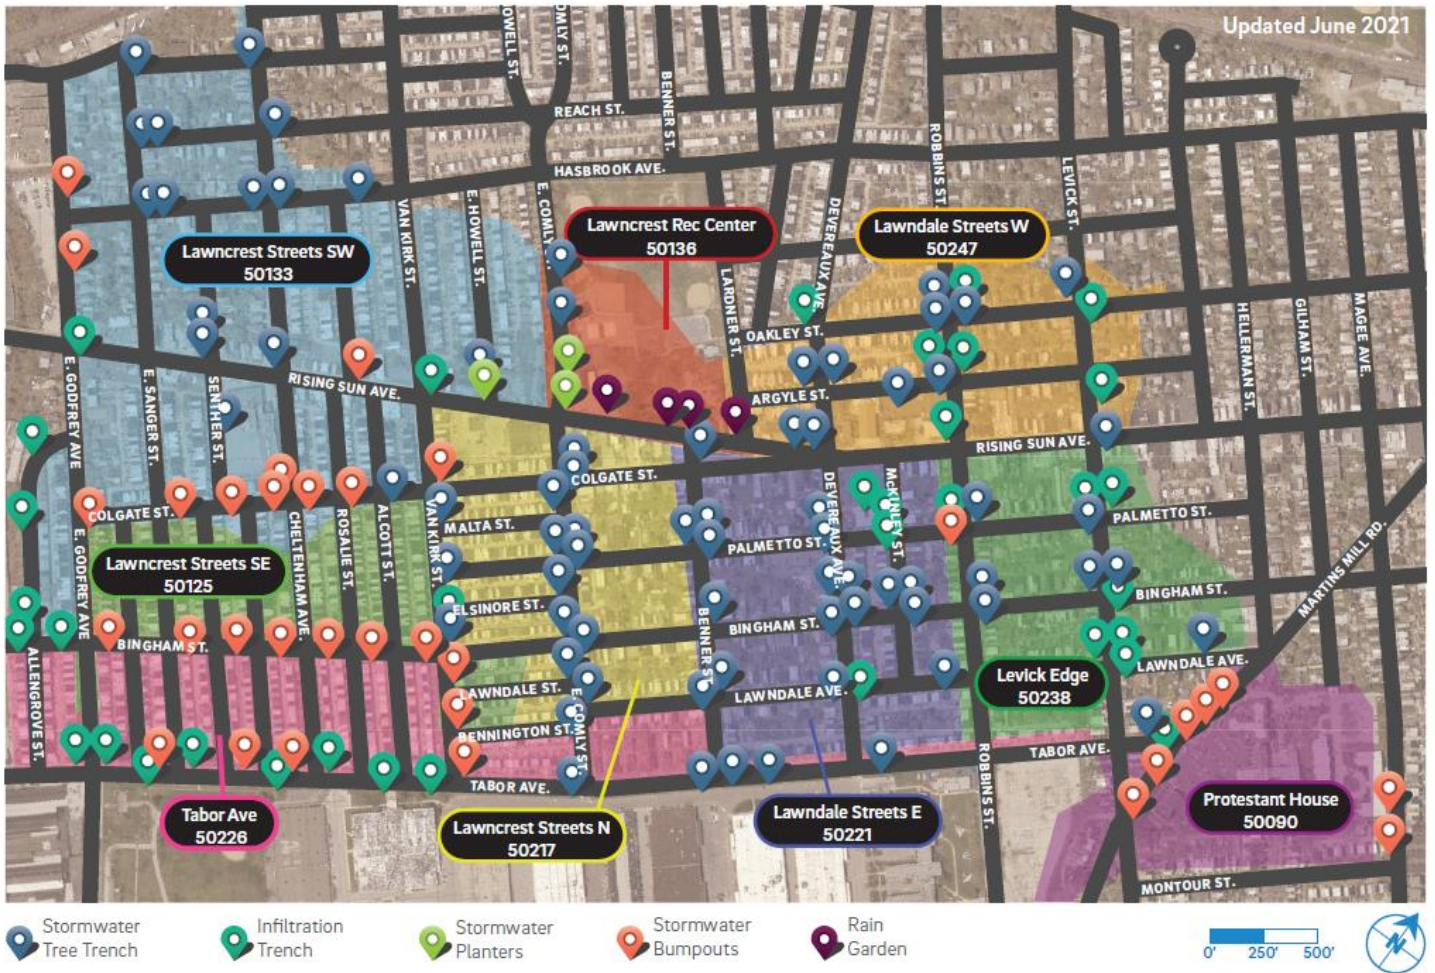 Updated June 2021
OWELL ST.
OMLY ST.
BENNER ST.
REACH ST.
HASBROOK AVE.
ROBBINS ST.
LEVICK ST.
VAN KIRK ST.
E. HOWELL ST.
E. COMLY
DEVEREAUX AVE.
Lawncrest Rec Center
50136
Lawndale Streets W
50247
Lawncrest Streets SW
50133
LARDNER ST.
OAKLEY ST.
HELLERMAN ST.
GILHAM ST.
MAGEE AVE.
E. GODFREY AVE
E. SANGER ST.
SENTHER ST.
RISING SUN AVE.
ARGYLE ST.
RISING SUN AVE.
COLGATE ST.
COLGATE ST.
E. GODFREY AVE
CHELTENHAM AVE.
ROSALIE ST.
ALCOTT ST.
VAN KIRK ST.
MALTA ST.
DEVEREAUX AVE.
McKINLEY ST.
PALMETTO ST.
PALMETTO ST.
MARTINS MILL RD.
Lawncrest Streets SE
50125
ELSINORE ST.
BINGHAM ST.
BINGHAM ST.
BINGHAM ST.
BENNER ST.
ALLENGROVE ST.
LAWNDALE ST.
LAWNDALE AVE.
LAWNDALE AVE.
Levick Edge
50238
E. COMLY ST.
BENNINGTON ST.
TABOR AVE.
TABOR AVE.
ROBBINS ST.
Tabor Ave
50226
Lawncrest Streets N
50217
Lawndale Streets E
50221
Protestant House
50090
MONTOUR ST.
Stormwater
Tree Trench
Infiltration
Trench
Stormwater
Planters
Stormwater
Bumpouts
Rain
Garden
0'
250'
500'
N